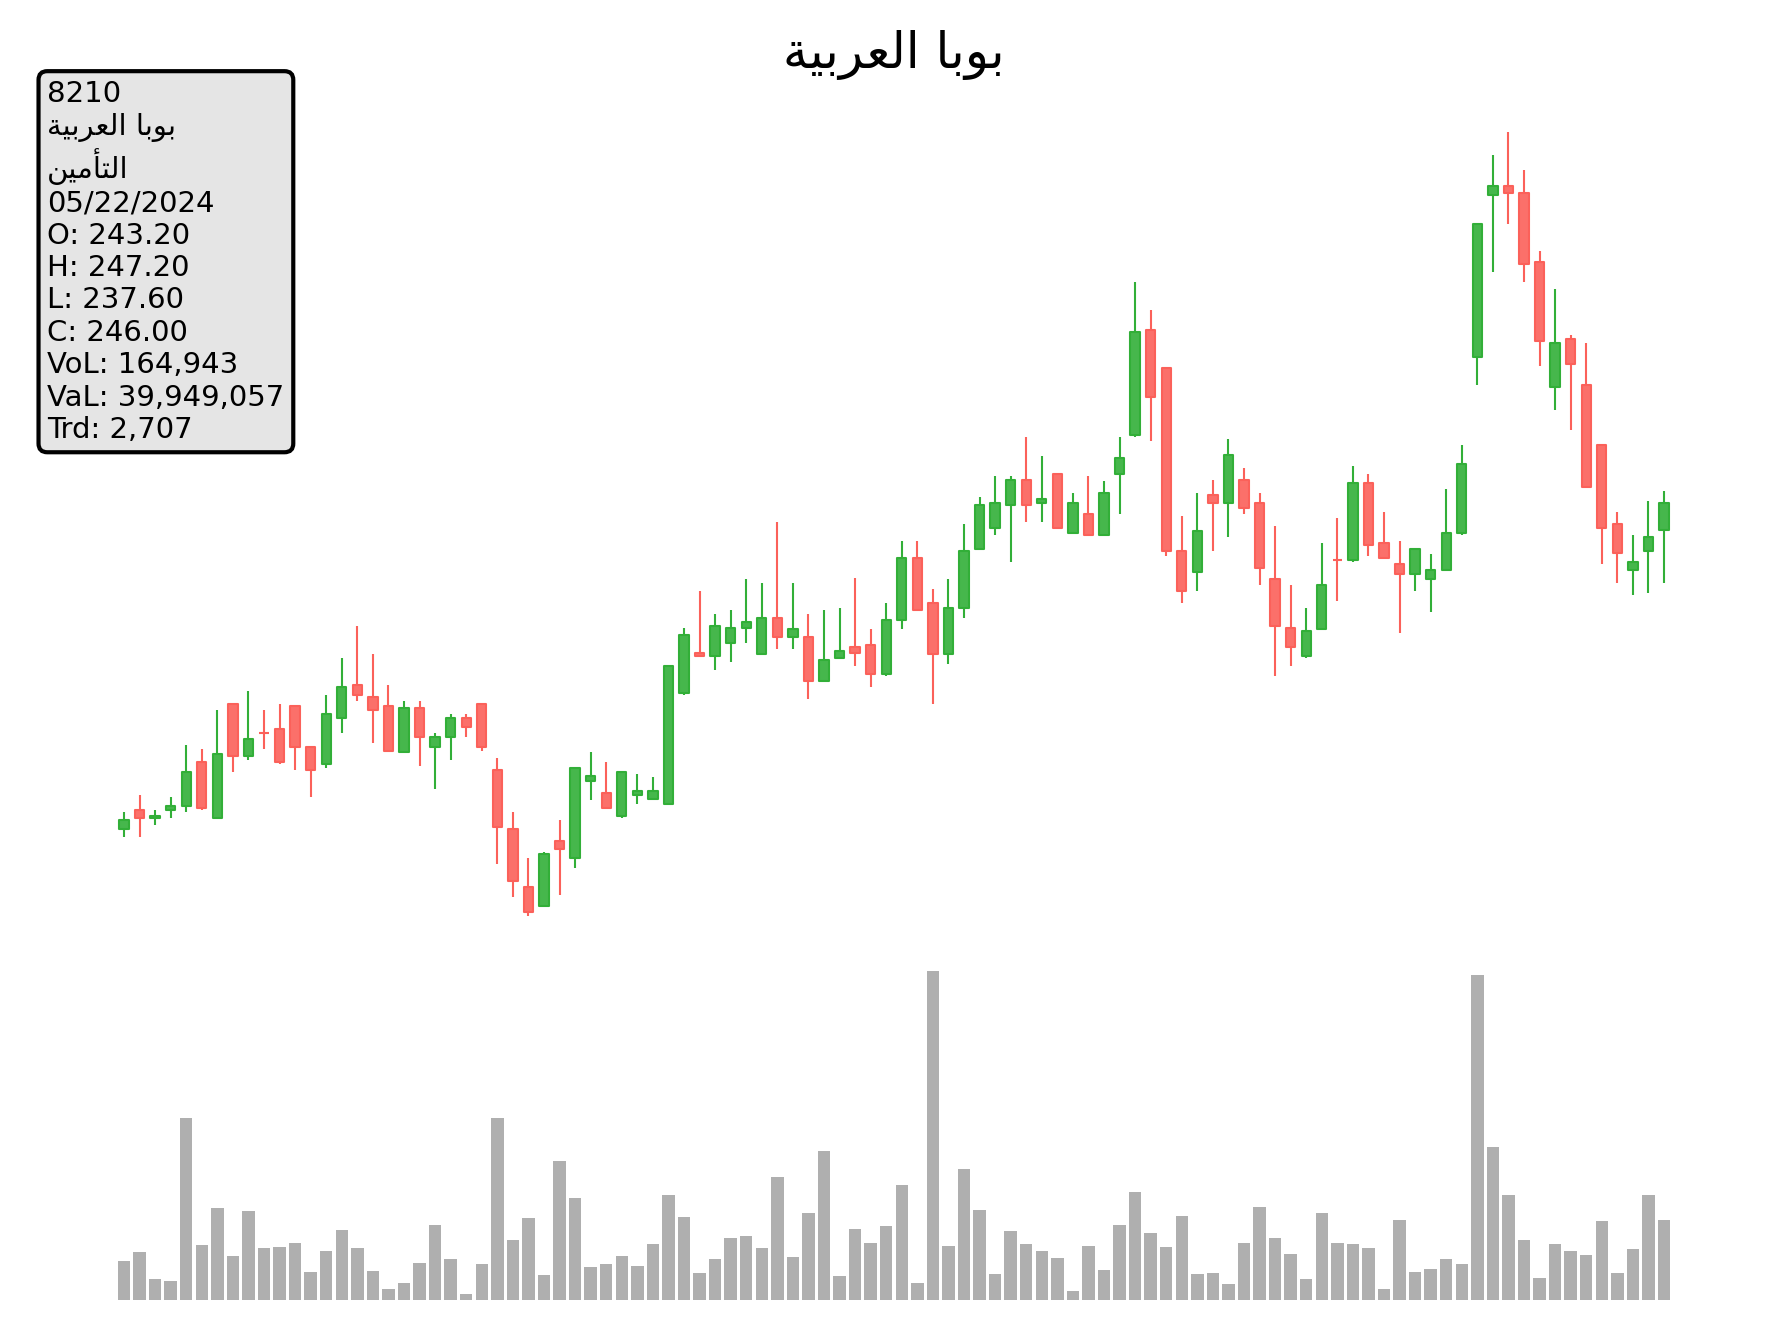 بوبا العربية
8210
بوبا العربية
التأمين
05/22/2024
O: 243.20
H: 247.20
L: 237.60
C: 246.00
VoL: 164,943
VaL: 39,949,057
Trd: 2,707